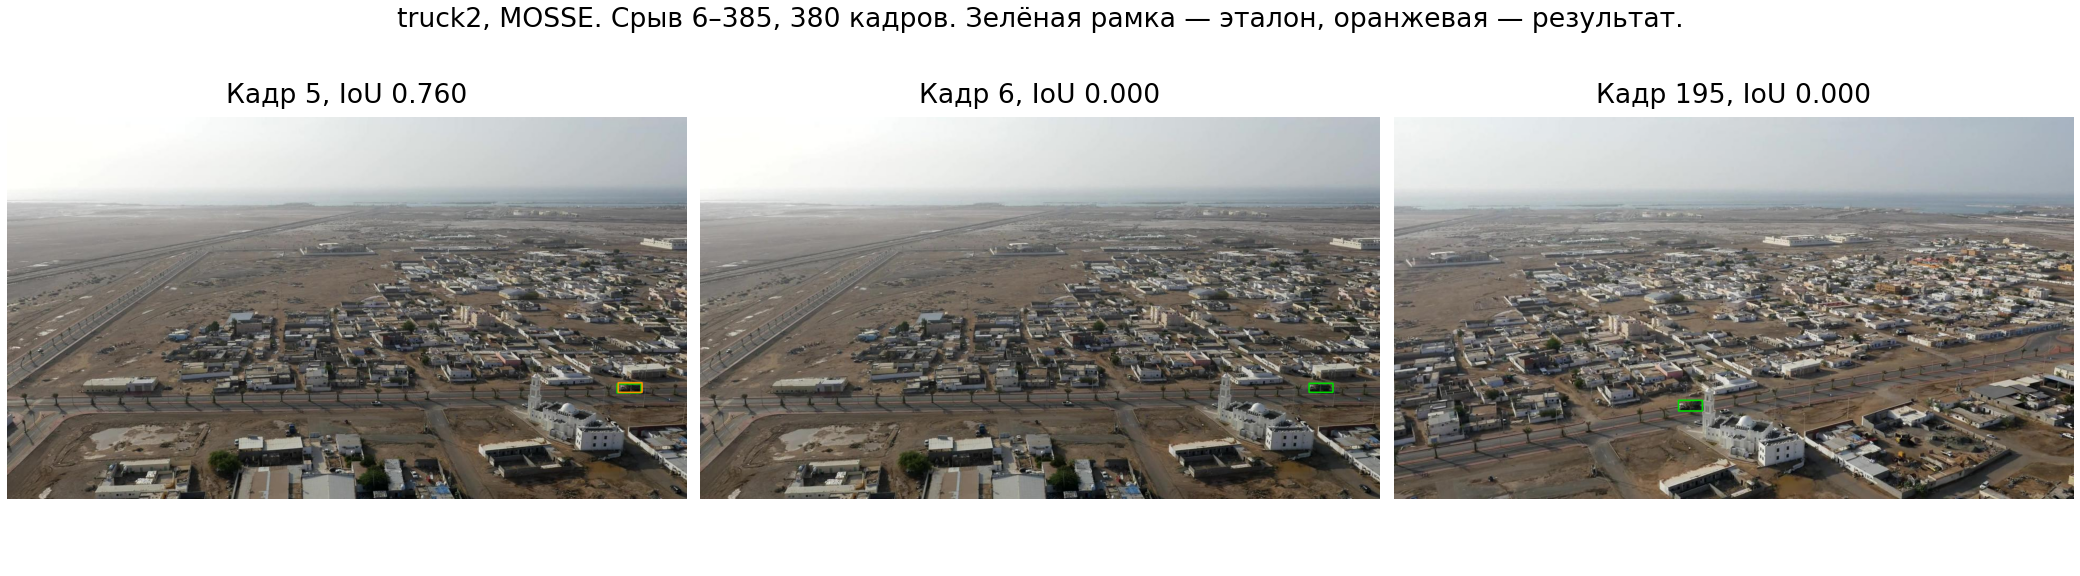 truck2, MOSSE. Срыв 6–385, 380 кадров. Зелёная рамка — эталон, оранжевая — результат.
Кадр 5, IoU 0.760
Кадр 6, IoU 0.000
Кадр 195, IoU 0.000